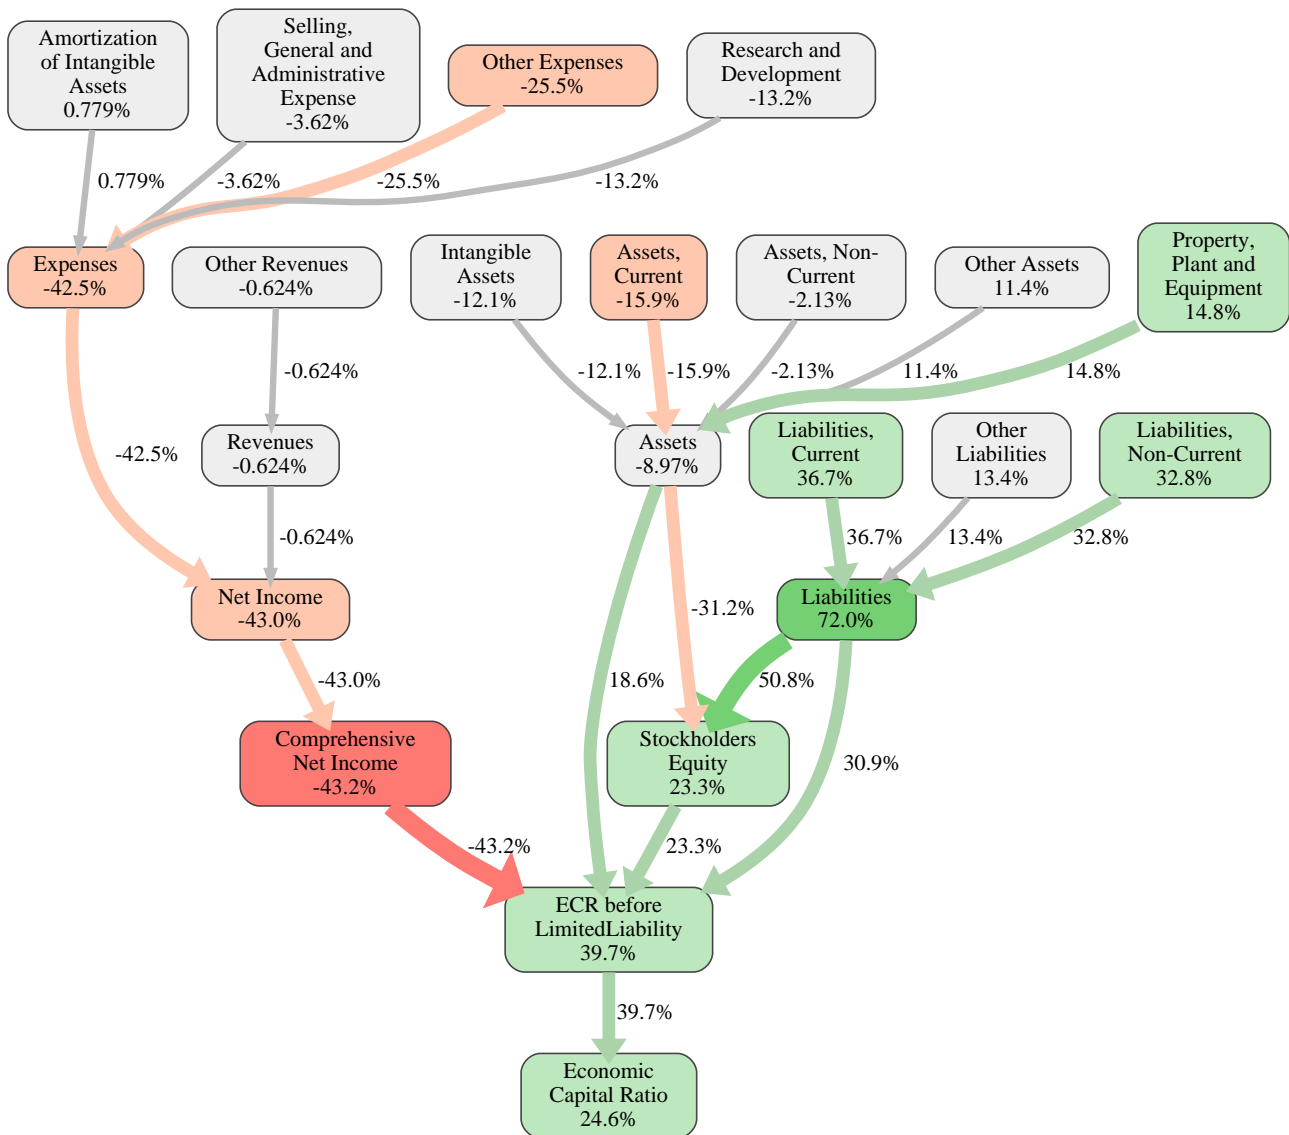 Amortization
of Intangible
Assets
0.779%
Selling,
General and
Administrative
Expense
-3.62%
Other Expenses
-25.5%
Research and
Development
-13.2%
0.779%
-3.62%
-25.5%
-13.2%
Expenses
-42.5%
Other Revenues
-0.624%
Intangible
Assets
-12.1%
Assets,
Current
-15.9%
Assets, Non-
Current
-2.13%
Other Assets
11.4%
Property,
Plant and
Equipment
14.8%
-0.624%
-12.1%
-15.9%
-2.13%
11.4%
14.8%
-42.5%
Revenues
-0.624%
Assets
-8.97%
Liabilities,
Current
36.7%
Other
Liabilities
13.4%
Liabilities,
Non-Current
32.8%
-0.624%
36.7%
13.4%
32.8%
Net Income
-43.0%
-31.2%
Liabilities
72.0%
-43.0%
18.6%
50.8%
Comprehensive
Net Income
-43.2%
Stockholders
Equity
23.3%
30.9%
-43.2%
23.3%
ECR before
LimitedLiability
39.7%
39.7%
Economic
Capital Ratio
24.6%